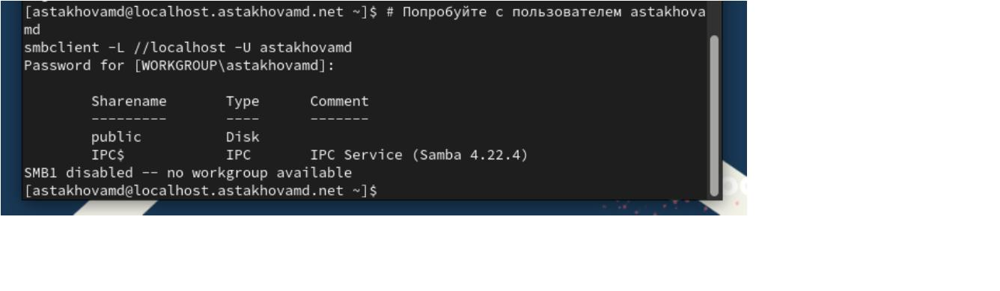 [astakhovamd@localhost.astakhovamd.net ~]$ # Попробуйте с пользователем astakhova
md
smbclient -L //localhost -U astakhovamd
Password for [WORKGROUP\astakhovamd]:
Sharename Type Comment
--------- ---- -------
public Disk
IPC$ IPC IPC Service (Samba 4.22.4)
SMB1 disabled -- no workgroup available
[astakhovamd@localhost.astakhovamd.net ~]$